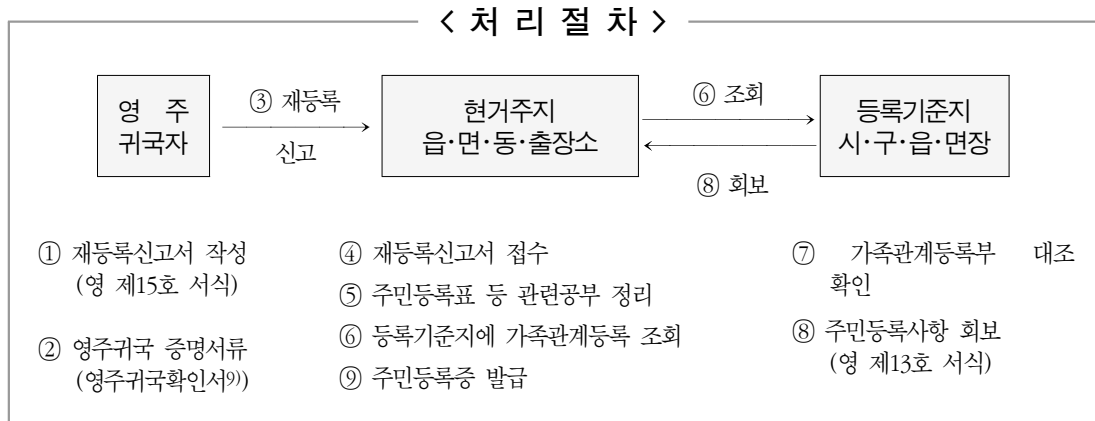 < 처 리 절 차 >
영 주
귀국자
③ 재등록
신고
현거주지
읍·면·동·출장소
⑥ 조회
⑧ 회보
등록기준지
시·구·읍·면장
① 재등록신고서 작성
(영 제15호 서식)
② 영주귀국 증명서류
(영주귀국확인서9))
④ 재등록신고서 접수
⑤ 주민등록표 등 관련공부 정리
⑥ 등록기준지에 가족관계등록 조회
⑨ 주민등록증 발급
⑦ 가족관계등록부 대조
확인
⑧ 주민등록사항 회보
(영 제13호 서식)